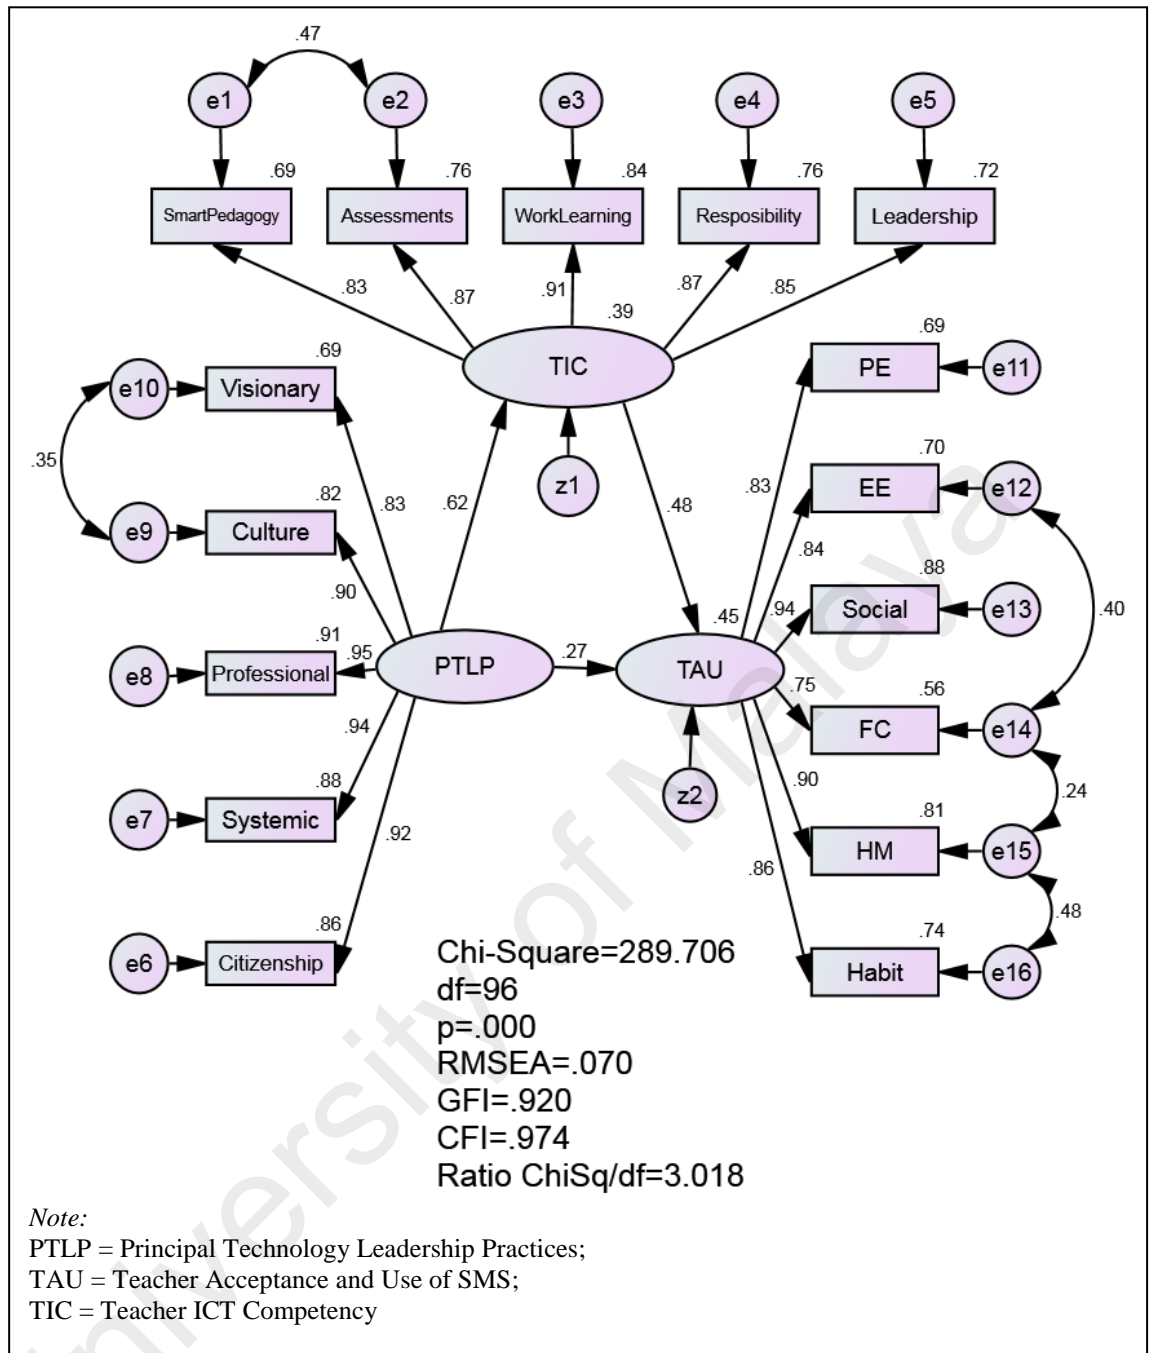 .47
e1 e2 e3 e4 e5
.69 .76 .84 .76 .72
SmartPedagogy Assessments WorkLearning Resposibility Leadership
.83 .87 .91 .87 .85
.39
TIC
.69
e10 Visionary
.69
PE e11
.35
z1
.70
EE e12
.82
e9 Culture
.83 .62 .48 .83
.84
.90
.88
.94 Social e13
.40
.45
.91
.95
e8 Professional
PTLP .27 TAU
.75
.56
FC e14
.94
.88
e7 Systemic
z2
.90
.24
.81
HM e15
.92
.86
.48
.86
e6 Citizenship
.74
Habit e16
Chi-Square=289.706
df=96
p=.000
RMSEA=.070
GFI=.920
CFI=.974
Ratio ChiSq/df=3.018
Note:
PTLP = Principal Technology Leadership Practices;
TAU = Teacher Acceptance and Use of SMS;
TIC = Teacher ICT Competency
University of Malaya